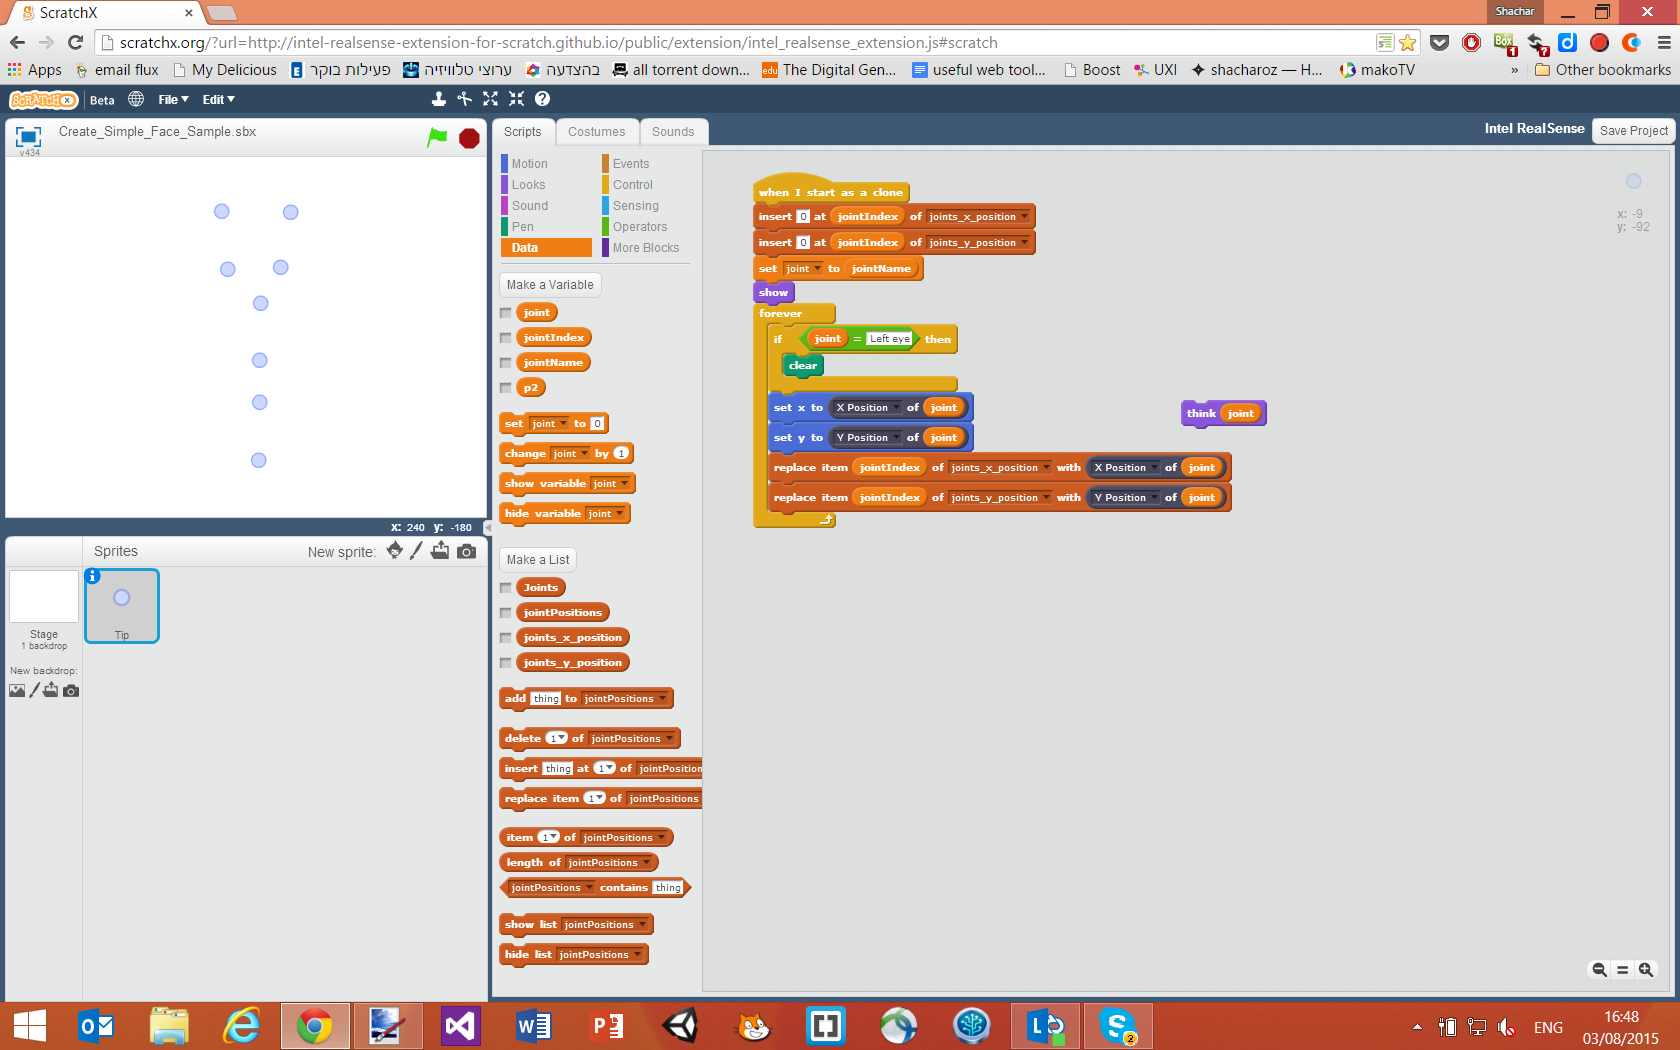 ScratchX
Shachar
scratchx.org/?url=http://intel-realsense-extension-for-scratch.github.io/public/extension/intel_realsense_extension.js#scratch
Apps email flux My Delicious פעילות בוקר ערוצי טלוויזיה בהצדעה all torrent down... The Digital Gen... useful web tool... Boost UXI shacharoz — H... makoTV » Other bookmarks
SCRATCHX Beta File Edit
Create_Simple_Face_Sample.sbx
v434
Scripts Costumes Sounds
Intel RealSense Save Project
Motion Events
Looks Control
Sound Sensing
Pen Operators
Data More Blocks
Make a Variable
joint
jointIndex
jointName
p2
set joint to 0
change joint by 1
show variable joint
hide variable joint
Make a List
Joints
jointPositions
joints_x_position
joints_y_position
add thing to jointPositions
delete 1 of jointPositions
insert thing at 1 of jointPosition
replace item 1 of jointPositions
item 1 of jointPositions
length of jointPositions
jointPositions contains thing
show list jointPositions
hide list jointPositions
when I start as a clone
insert 0 at jointIndex of joints_x_position
insert 0 at jointIndex of joints_y_position
set joint to jointName
show
forever
if joint = Left eye then
clear
set x to X Position of joint
set y to Y Position of joint
replace item jointIndex of joints_x_position with X Position of joint
replace item jointIndex of joints_y_position with Y Position of joint
think joint
x: -9
y: -92
x: 240 y: -180
Sprites New sprite:
Stage
1 backdrop
New backdrop:
Tip
ENG
16:48
03/08/2015